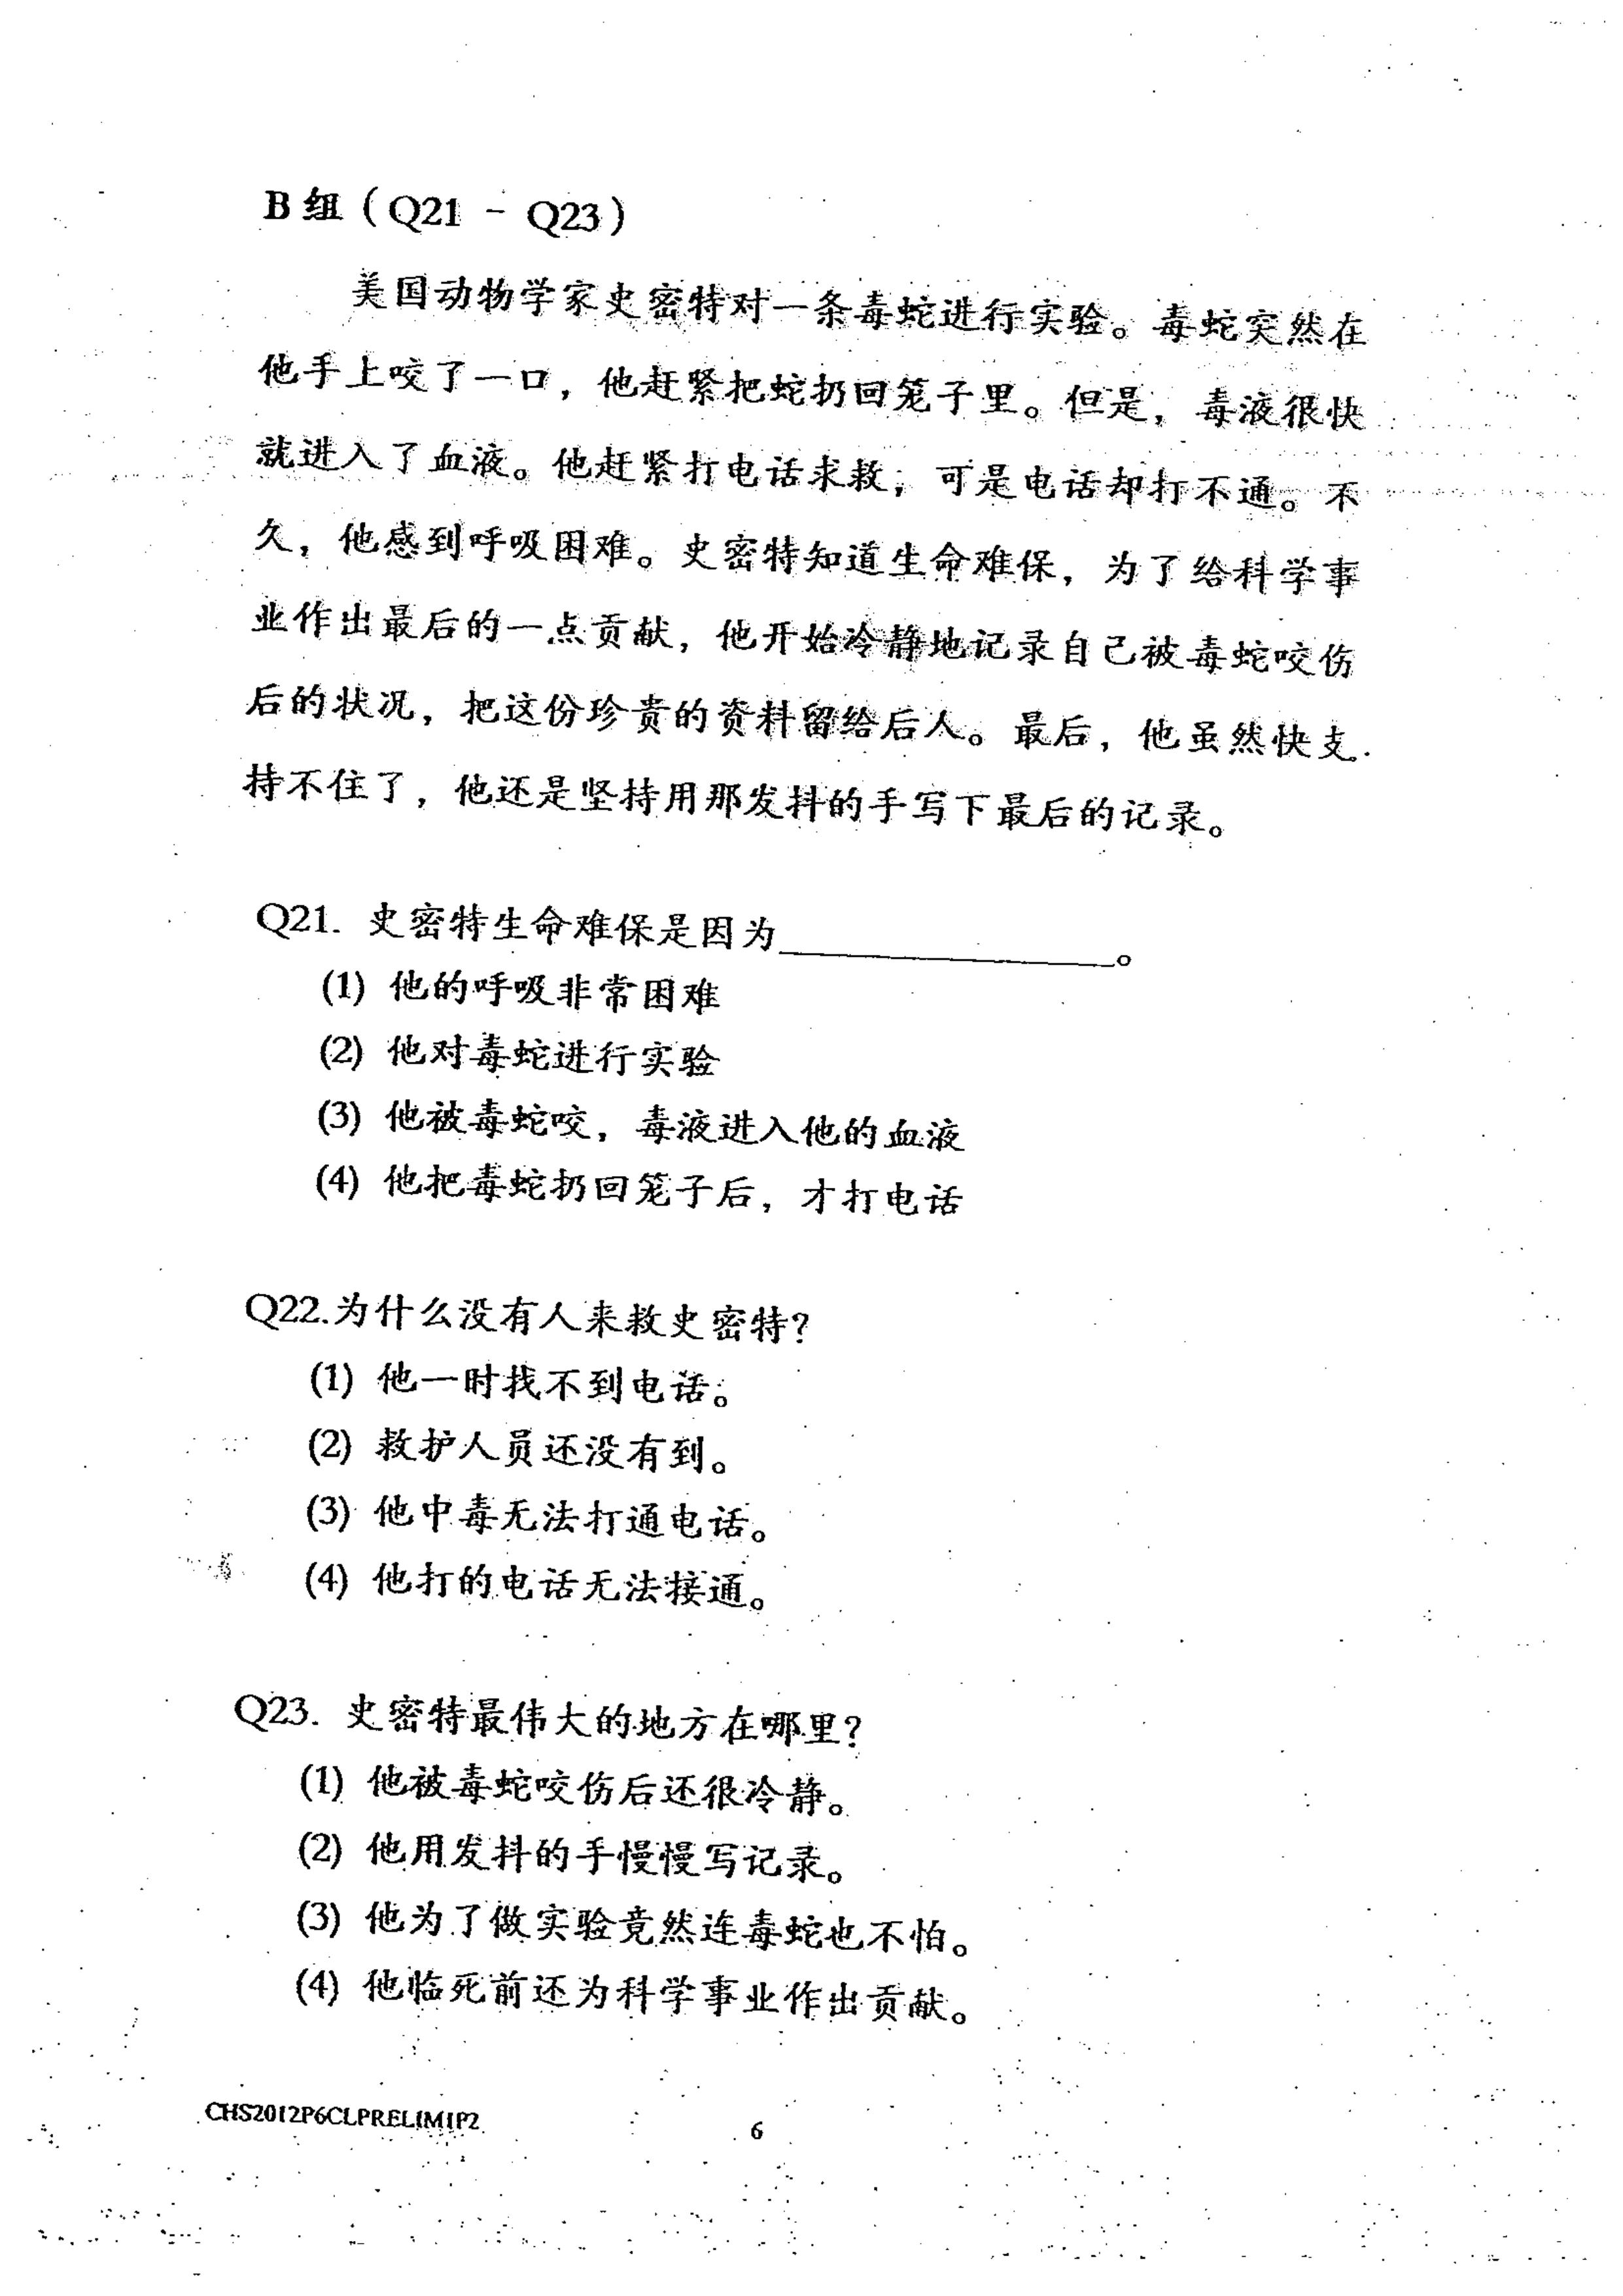 B组（Q21 - Q23）
美国动物学家史密特对一条毒蛇进行实验。毒蛇突然在
他手上咬了一口，他赶紧把蛇扔回笼子里。但是，毒液很快
就进入了血液。他赶紧打电话求救，可是电话却打不通。不
久，他感到呼吸困难。史密特知道生命难保，为了给科学事
业作出最后的一点贡献，他开始冷静地记录自己被毒蛇咬伤
后的状况，把这份珍贵的资料留给后人。最后，他虽然快支
持不住了，他还是坚持用那发抖的手写下最后的记录。
Q21. 史密特生命难保是因为____________________。
(1) 他的呼吸非常困难
(2) 他对毒蛇进行实验
(3) 他被毒蛇咬，毒液进入他的血液
(4) 他把毒蛇扔回笼子后，才打电话
Q22.为什么没有人来救史密特？
(1) 他一时找不到电话。
(2) 救护人员还没有到。
(3) 他中毒无法打通电话。
(4) 他打的电话无法接通。
Q23. 史密特最伟大的地方在哪里？
(1) 他被毒蛇咬伤后还很冷静。
(2) 他用发抖的手慢慢写记录。
(3) 他为了做实验竟然连毒蛇也不怕。
(4) 他临死前还为科学事业作出贡献。
CHS2012P6CLPRELIM1P2
6